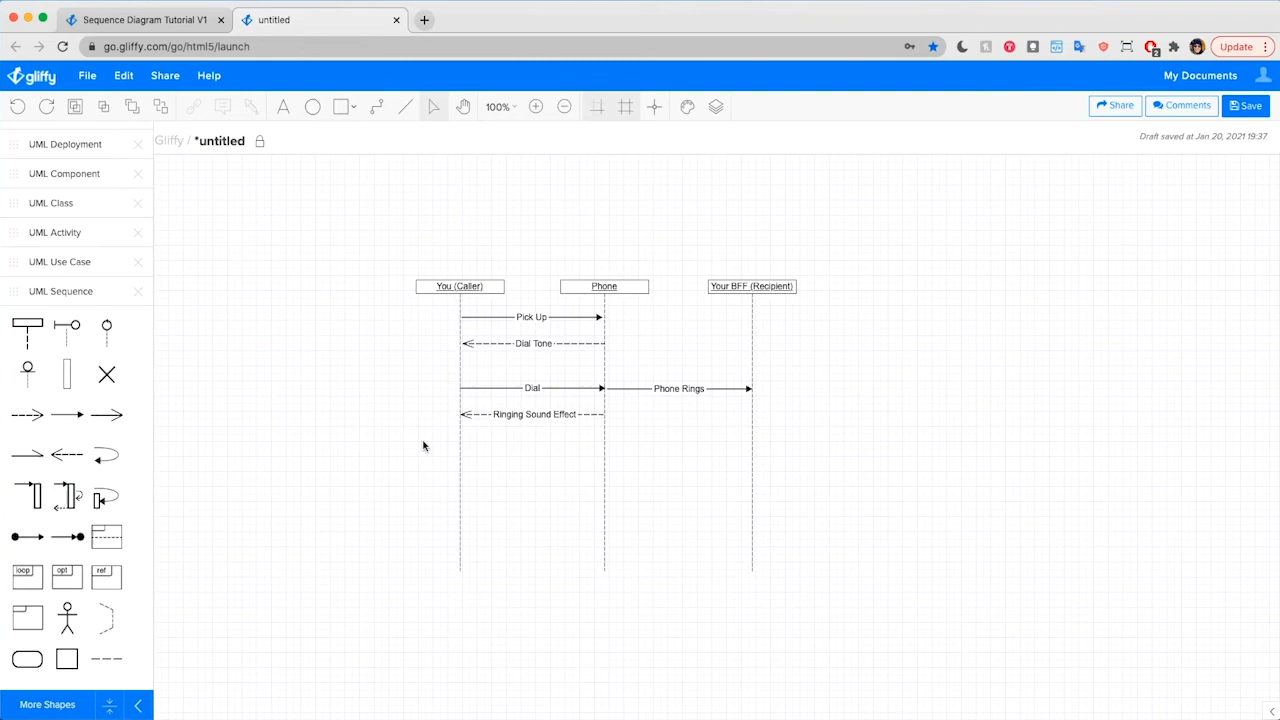 Sequence Diagram Tutorial V1
untitled
go.gliffy.com/go/html5/launch
2
Update
gliffy
File
Edit
Share
Help
My Documents
100%
Share
Comments
Save
UML Deployment
Gliffy / *untitled
Draft saved at Jan 20, 2021 19:37
UML Component
UML Class
UML Activity
UML Use Case
UML Sequence
You (Caller)
Phone
Your BFF (Recipient)
Pick Up
Dial Tone
Dial
Phone Rings
Ringing Sound Effect
loop
opt
ref
More Shapes